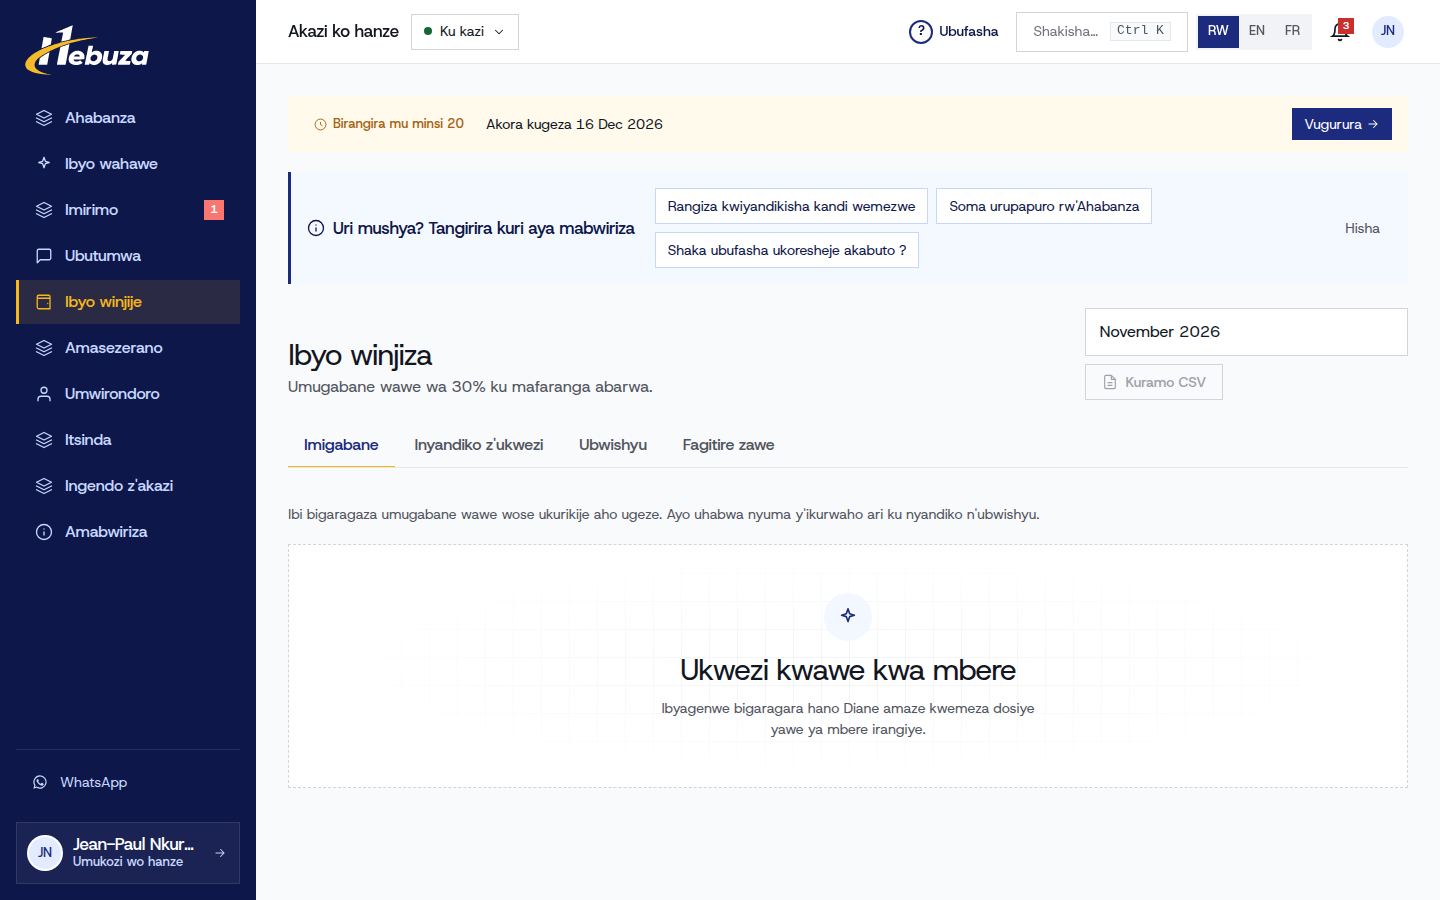 Hebuza
Ahabanza
Ibyo wahawe
Imirimo 1
Ubutumwa
Ibyo winjije
Amasezerano
Umwirondoro
Itsinda
Ingendo z'akazi
Amabwiriza
WhatsApp
JN
Jean-Paul Nkur...
Umukozi wo hanze
Akazi ko hanze
Ku kazi
? Ubufasha
Shakisha... Ctrl K
RW EN FR
3
JN
Birangira mu minsi 20
Akora kugeza 16 Dec 2026
Vugurura →
Uri mushya? Tangirira kuri aya mabwiriza
Rangiza kwiyandikisha kandi wemezwe
Soma urupapuro rw'Ahabanza
Shaka ubufasha ukoresheje akabuto ?
Hisha
Ibyo winjiza
Umugabane wawe wa 30% ku mafaranga abarwa.
November 2026
Kuramo CSV
Imigabane
Inyandiko z'ukwezi
Ubwishyu
Fagitire zawe
Ibi bigaragaza umugabane wawe wose ukurikije aho ugeze. Ayo uhabwa nyuma y'ikurwaho ari ku nyandiko n'ubwishyu.
Ukwezi kwawe kwa mbere
Ibyagenwe bigaragara hano Diane amaze kwemeza dosiye
yawe ya mbere irangiye.